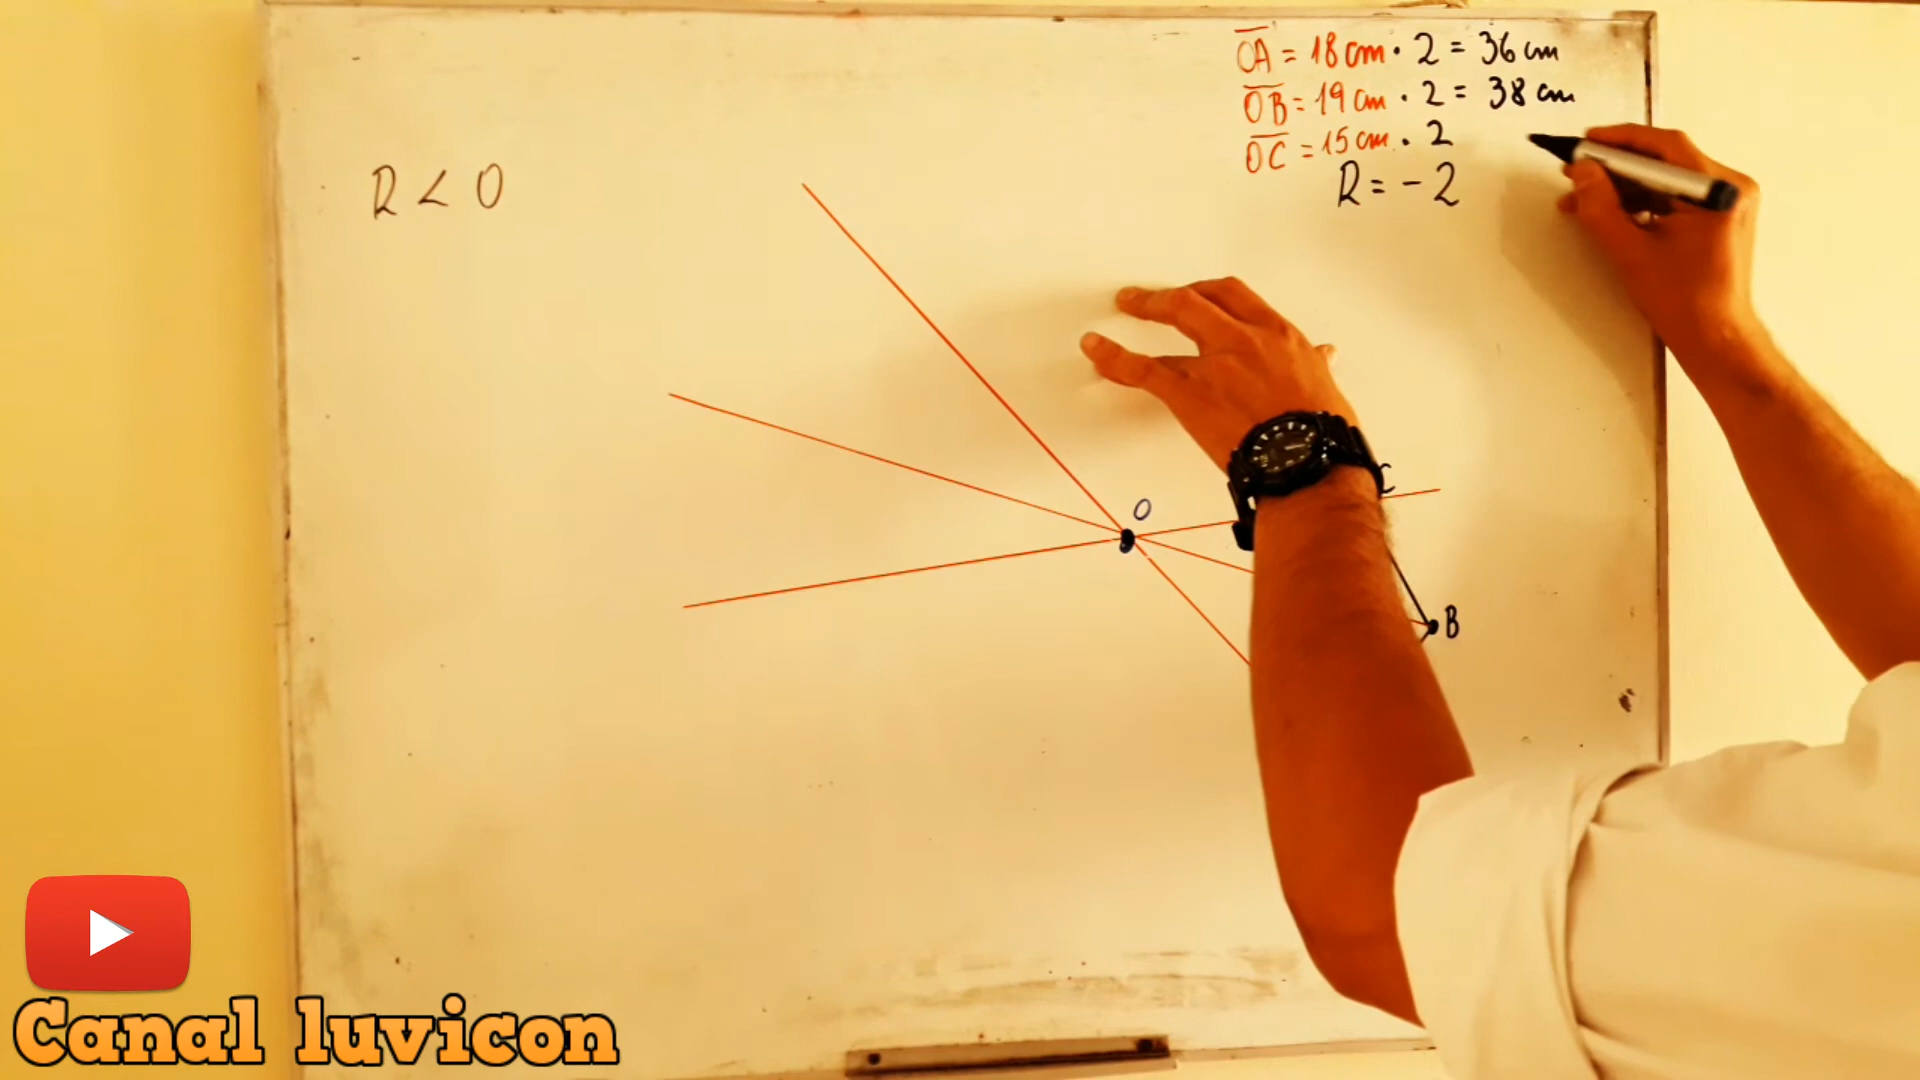 OA = 18 cm · 2 = 36 cm
OB = 19 cm · 2 = 38 cm
OC = 15 cm · 2
R = - 2
R < 0
O
C
B
Canal luvicon